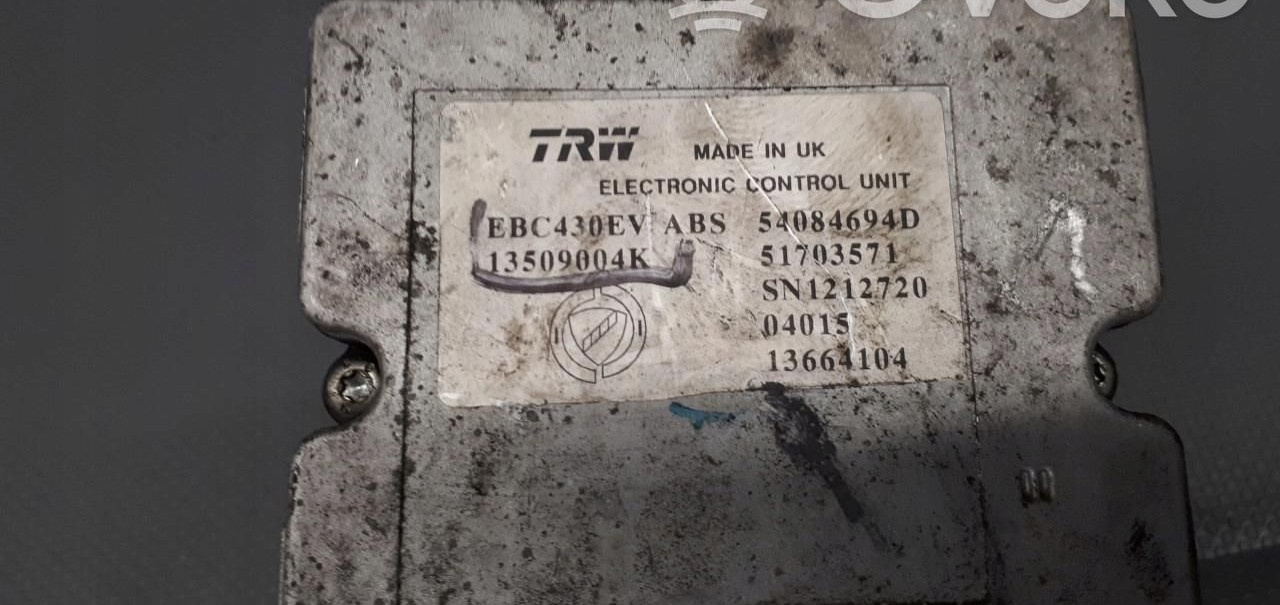 TRW MADE IN UK
ELECTRONIC CONTROL UNIT
EBC430EV ABS 54084694D
13509004K 51703571
SN1212720
04015
13664104